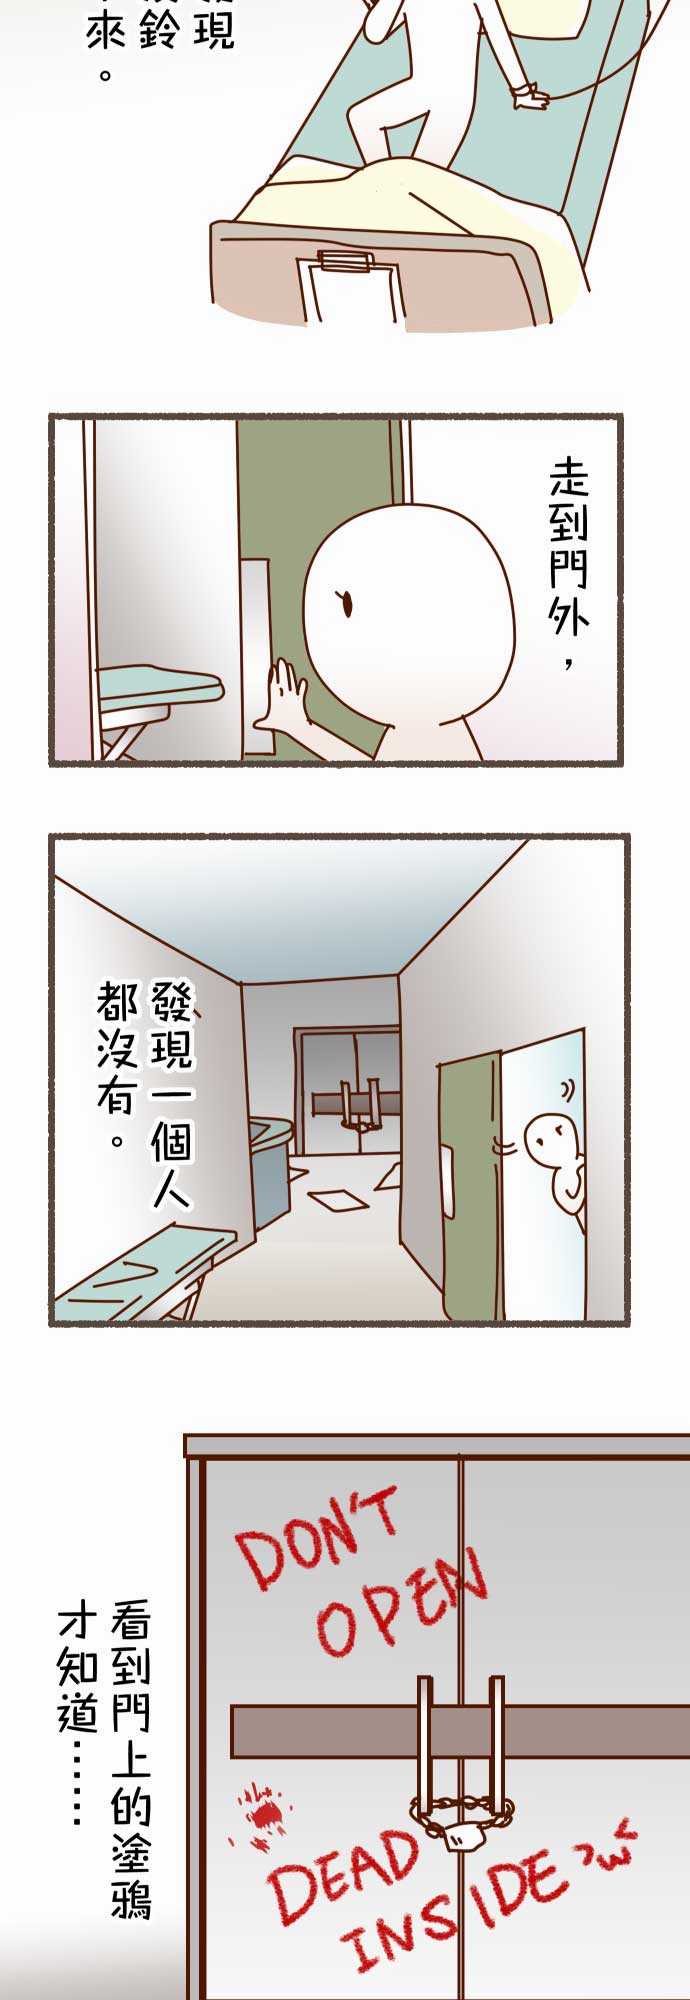 現
鈴
來。
走到門外，
發現一個人
都沒有。
DON'T
OPEN
DEAD
INSIDE >w<
看到門上的塗鴉
才知道……